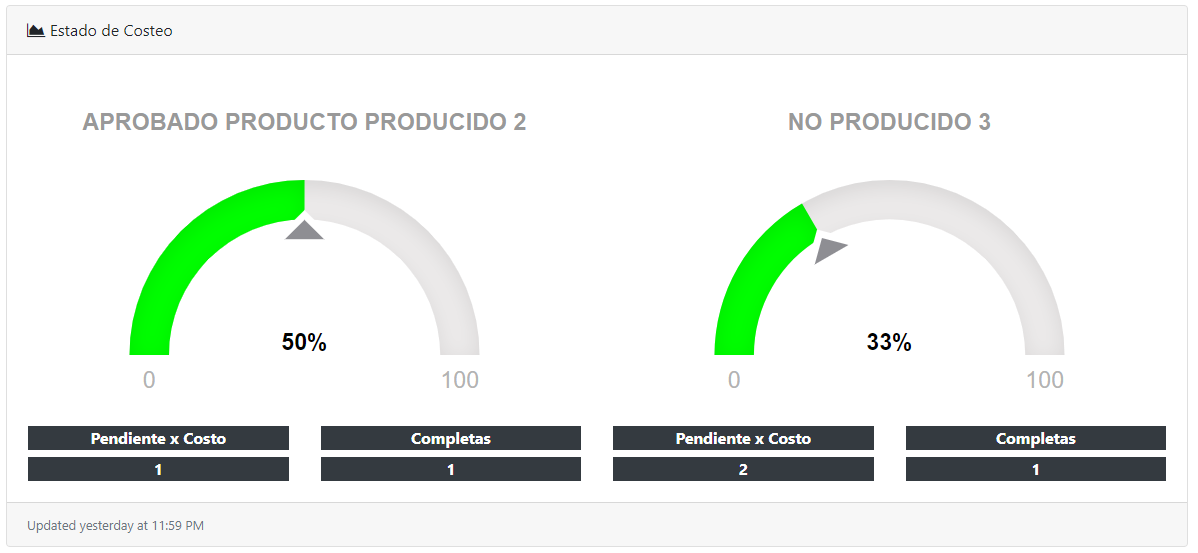 Estado de Costeo
APROBADO PRODUCTO PRODUCIDO 2
50%
0
100
Pendiente x Costo
Completas
1
1
NO PRODUCIDO 3
33%
0
100
Pendiente x Costo
Completas
2
1
Updated yesterday at 11:59 PM